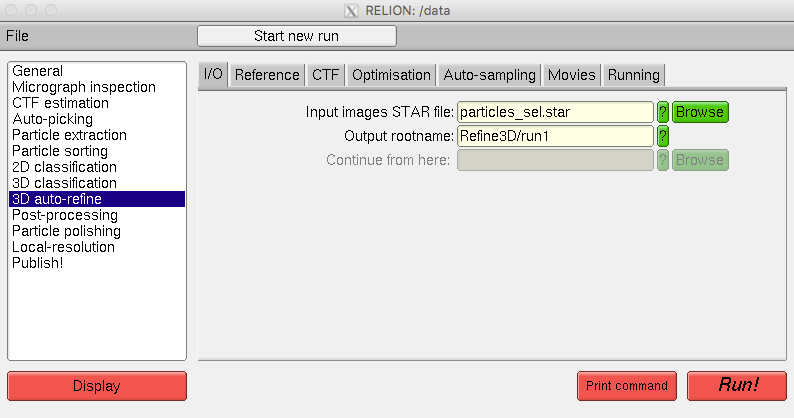 RELION: /data
File
Start new run
General
Micrograph inspection
CTF estimation
Auto-picking
Particle extraction
Particle sorting
2D classification
3D classification
3D auto-refine
Post-processing
Particle polishing
Local-resolution
Publish!
I/O Reference CTF Optimisation Auto-sampling Movies Running
Input images STAR file: particles_sel.star ? Browse
Output rootname: Refine3D/run1 ?
Continue from here: ? Browse
Display
Print command
Run!